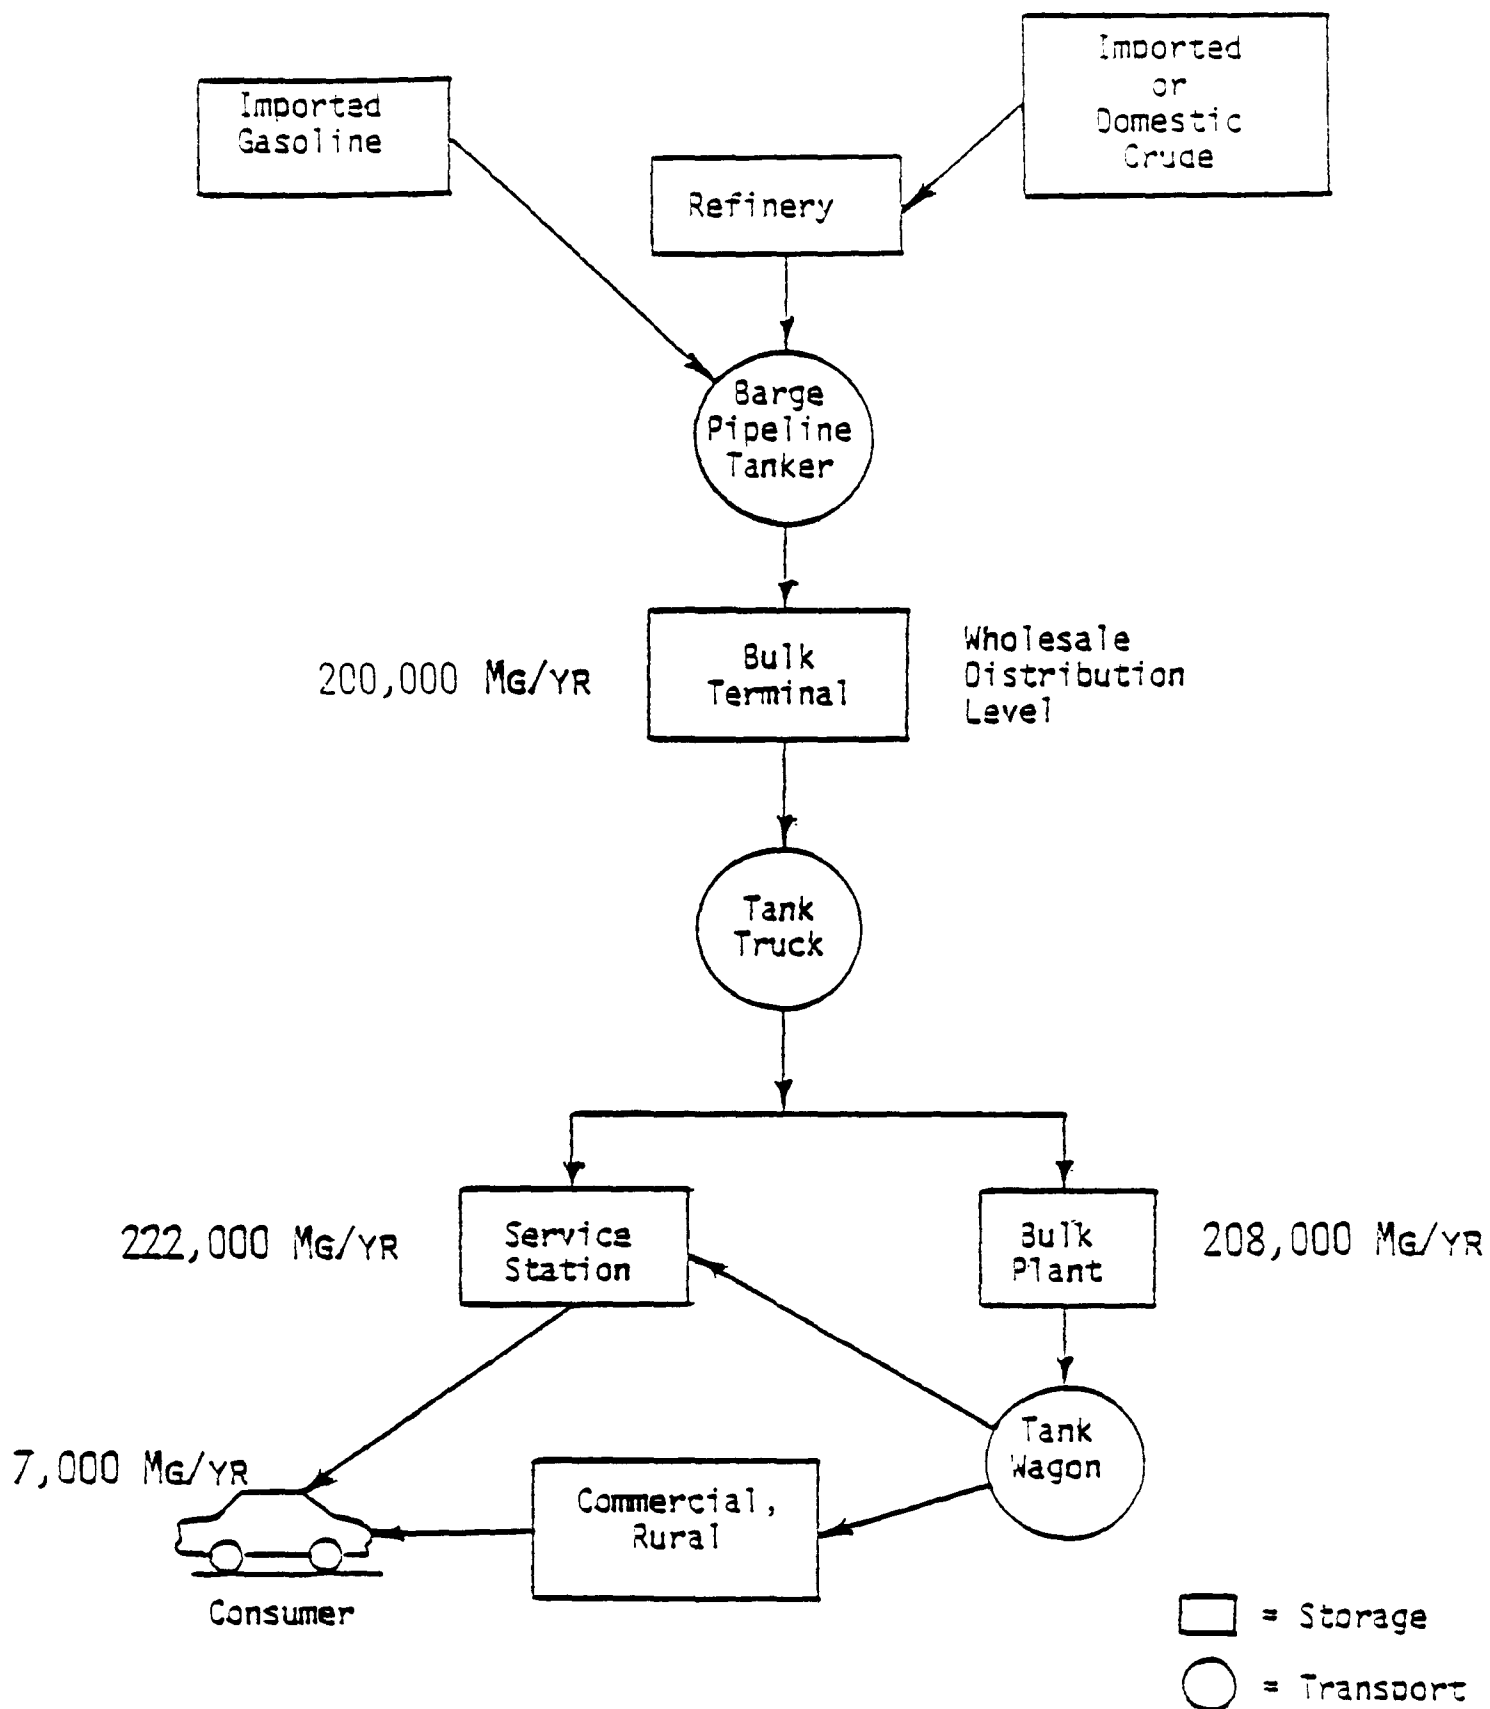 Imported
Gasoline
Imported
or
Domestic
Crude
Refinery
Barge
Pipeline
Tanker
200,000 MG/YR
Bulk
Terminal
Wholesale
Distribution
Level
Tank
Truck
222,000 MG/YR
Service
Station
Bulk
Plant
208,000 MG/YR
7,000 MG/YR
Tank
Wagon
Commercial,
Rural
Consumer
= Storage
= Transport